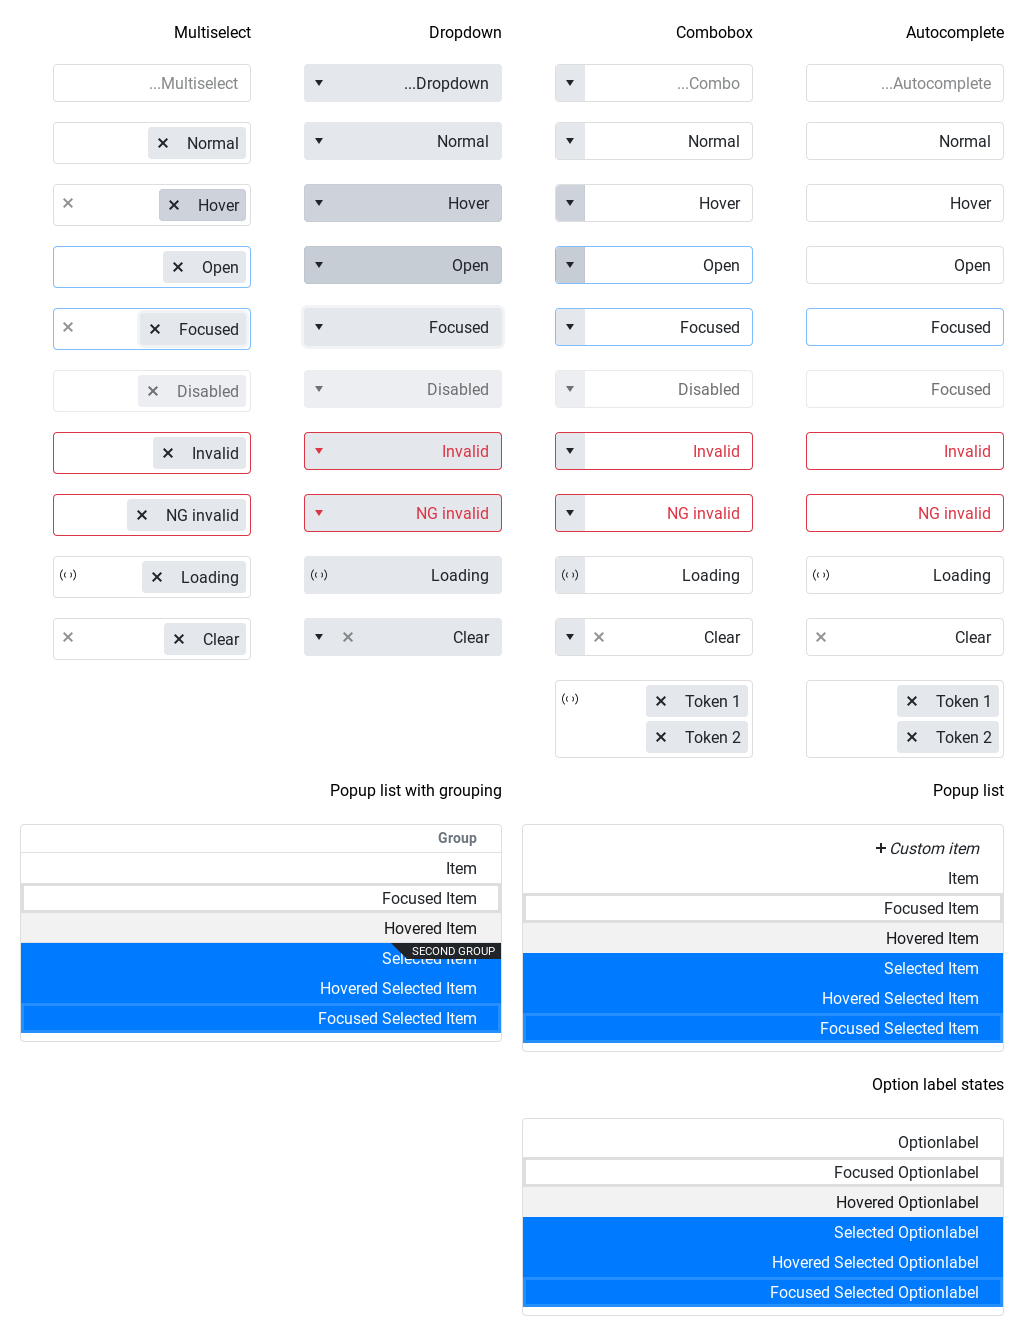 Multiselect Dropdown Combobox Autocomplete
...Multiselect ...Dropdown ...Combo ...Autocomplete
Normal Normal Normal Normal
Hover Hover Hover Hover
Open Open Open Open
Focused Focused Focused Focused
Disabled Disabled Disabled Focused
Invalid Invalid Invalid Invalid
NG invalid NG invalid NG invalid NG invalid
Loading Loading Loading Loading
Clear Clear Clear Clear
Token 1 Token 1
Token 2 Token 2
Popup list with grouping
Group
Item
Focused Item
Hovered Item
SECOND GROUP
Selected Item
Hovered Selected Item
Focused Selected Item
Popup list
Custom item
Item
Focused Item
Hovered Item
Selected Item
Hovered Selected Item
Focused Selected Item
Option label states
Optionlabel
Focused Optionlabel
Hovered Optionlabel
Selected Optionlabel
Hovered Selected Optionlabel
Focused Selected Optionlabel